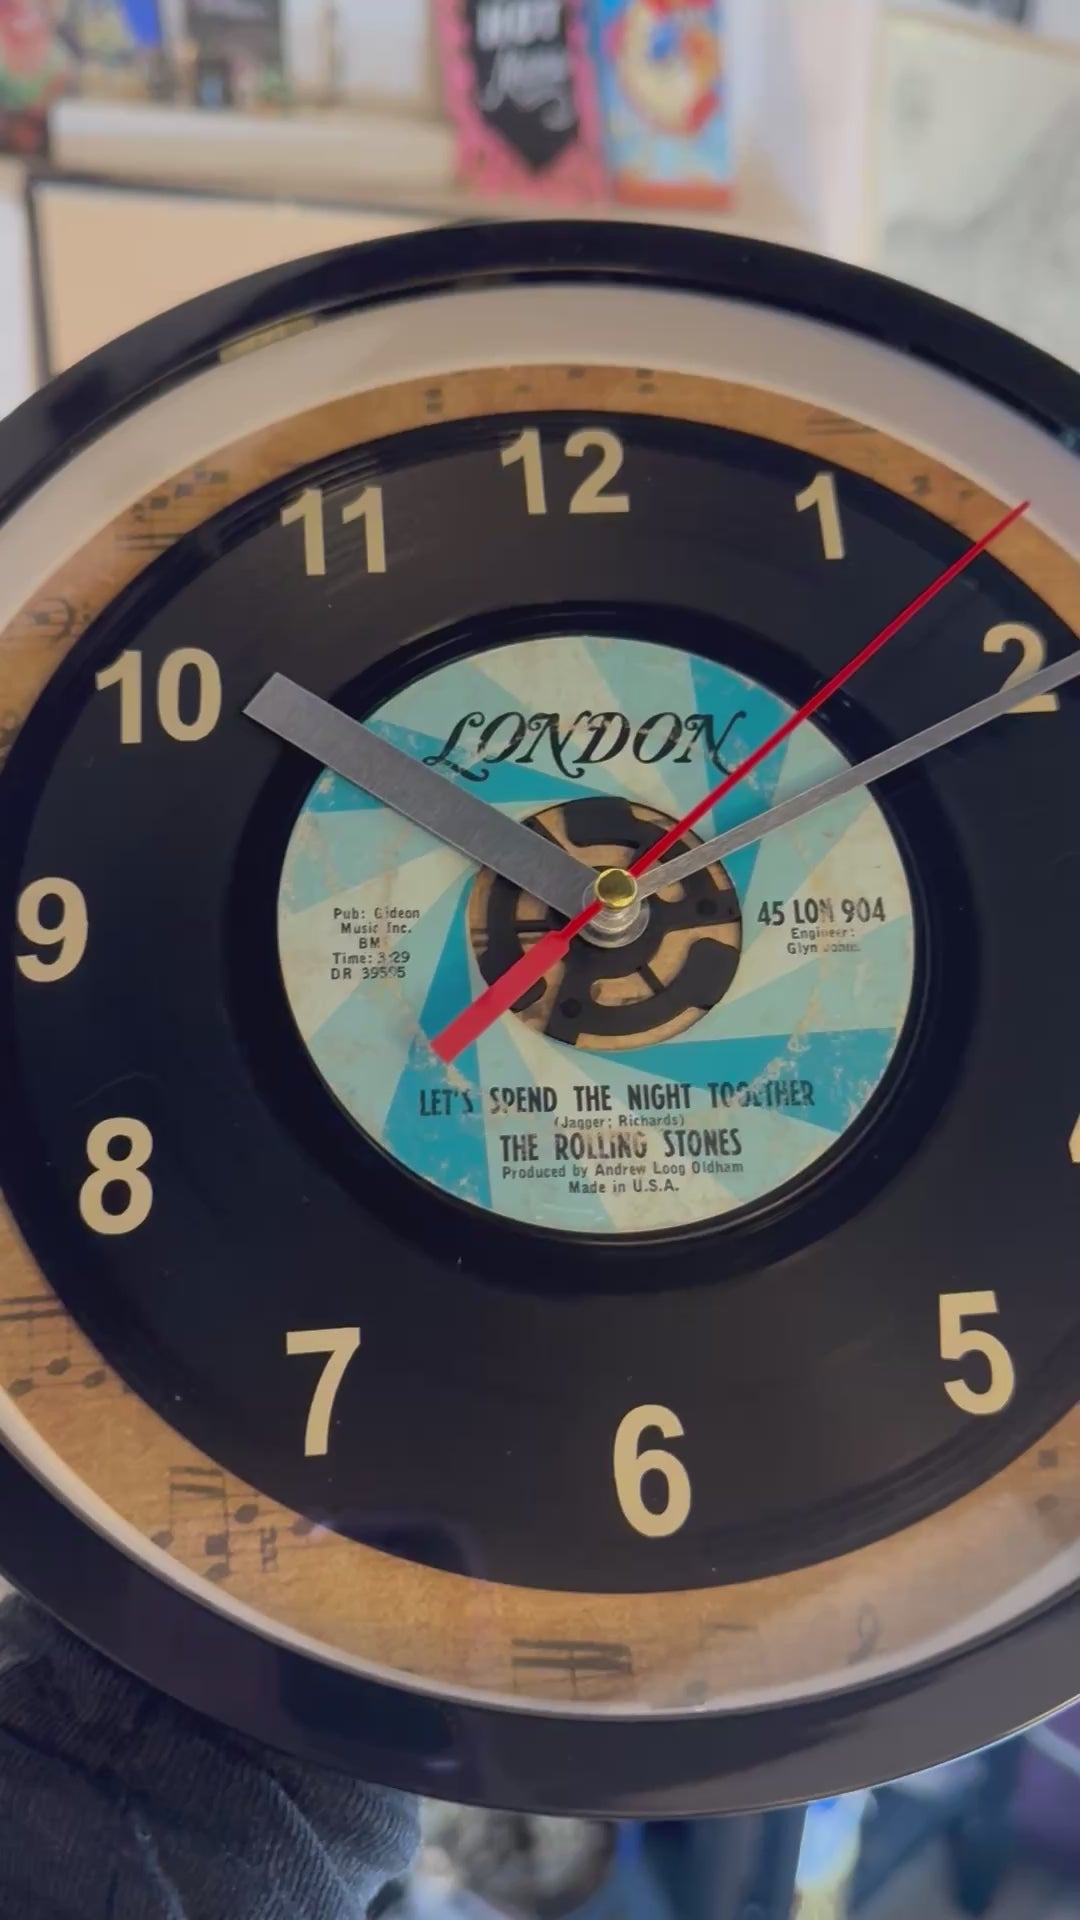 HOT
12
11
1
10
2
LONDON
9
Pub: Gideon
Music Inc.
BMI
Time: 3:29
DR 39505
45 LON 904
Engineer:
Glyn Johns
LET'S SPEND THE NIGHT TOGETHER
(Jagger; Richards)
THE ROLLING STONES
Produced by Andrew Loog Oldham
Made in U.S.A.
8
7
5
6